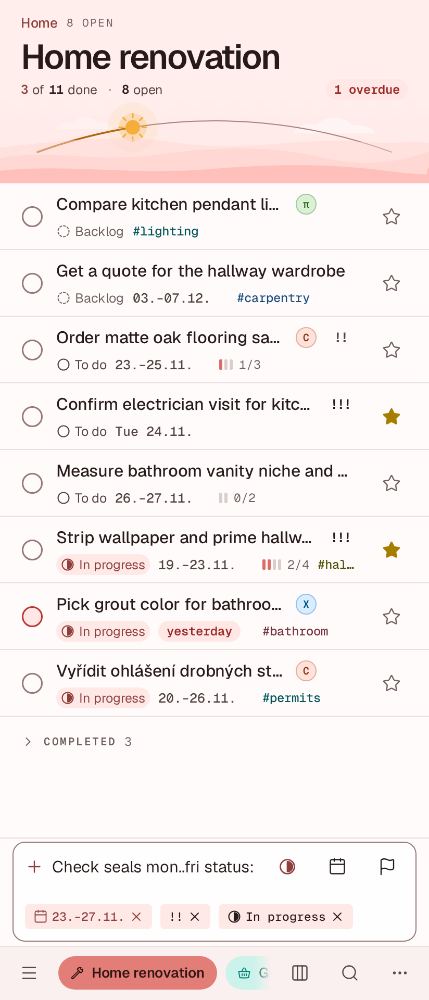 Home 8 OPEN
Home renovation
3 of 11 done · 8 open 1 overdue
Compare kitchen pendant li… π
Backlog #lighting
Get a quote for the hallway wardrobe
Backlog 03.–07.12. #carpentry
Order matte oak flooring sa… C !!
To do 23.–25.11. 1/3
Confirm electrician visit for kitc… !!!
To do Tue 24.11.
Measure bathroom vanity niche and …
To do 26.–27.11. 0/2
Strip wallpaper and prime hallw… !!!
In progress 19.–23.11. 2/4 #hal…
Pick grout color for bathroo… X
In progress yesterday #bathroom
Vyřídit ohlášení drobných st… C
In progress 20.–26.11. #permits
COMPLETED 3
Check seals mon..fri status:
23.–27.11. × !! × In progress ×
Home renovation G